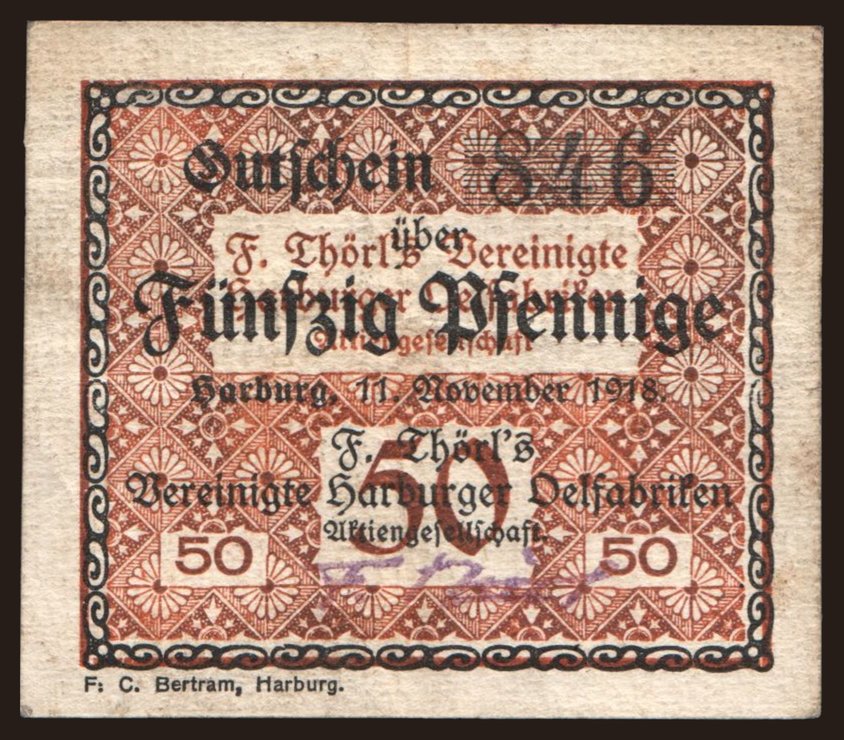 Gutschein 846
über
F. Thörl's Vereinigte
Harburger Oelfabriken
Aktiengesellschaft
Fünfzig Pfennige
Harburg, 11. November 1918.
50
F. Thörl's
Vereinigte Harburger Oelfabriken
Aktiengesellschaft.
50 50
F: C. Bertram, Harburg.